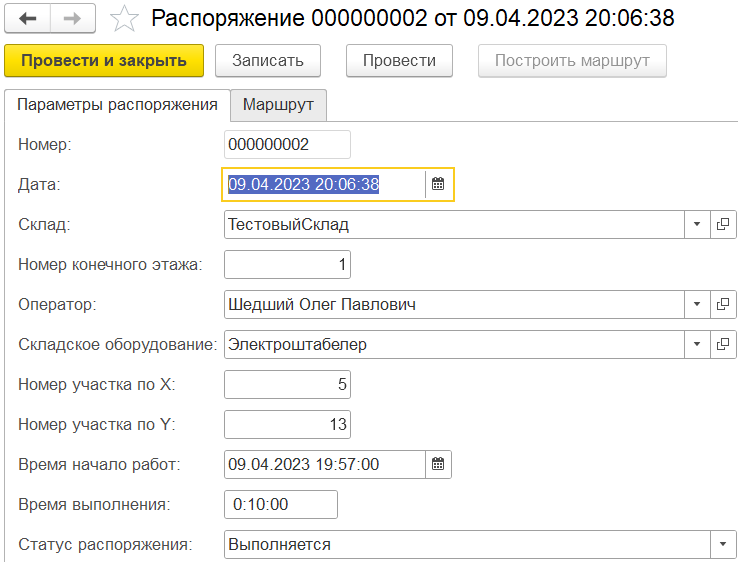 Распоряжение 000000002 от 09.04.2023 20:06:38
Провести и закрыть Записать Провести Построить маршрут
Параметры распоряжения Маршрут
Номер: 000000002
Дата: 09.04.2023 20:06:38
Склад: ТестовыйСклад
Номер конечного этажа: 1
Оператор: Шедший Олег Павлович
Складское оборудование: Электроштабелер
Номер участка по X: 5
Номер участка по Y: 13
Время начало работ: 09.04.2023 19:57:00
Время выполнения: 0:10:00
Статус распоряжения: Выполняется